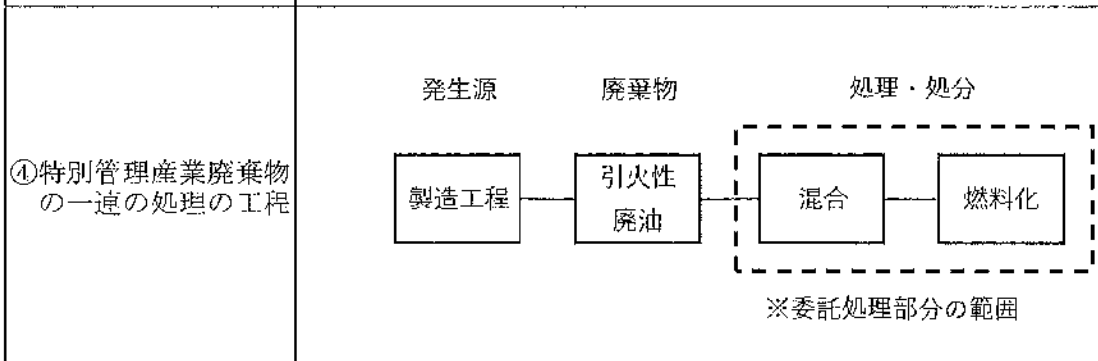 ④特別管理産業廃棄物
の一連の処理の工程
発生源
廃棄物
処理・処分
製造工程
引火性
廃油
混合
燃料化
※委託処理部分の範囲